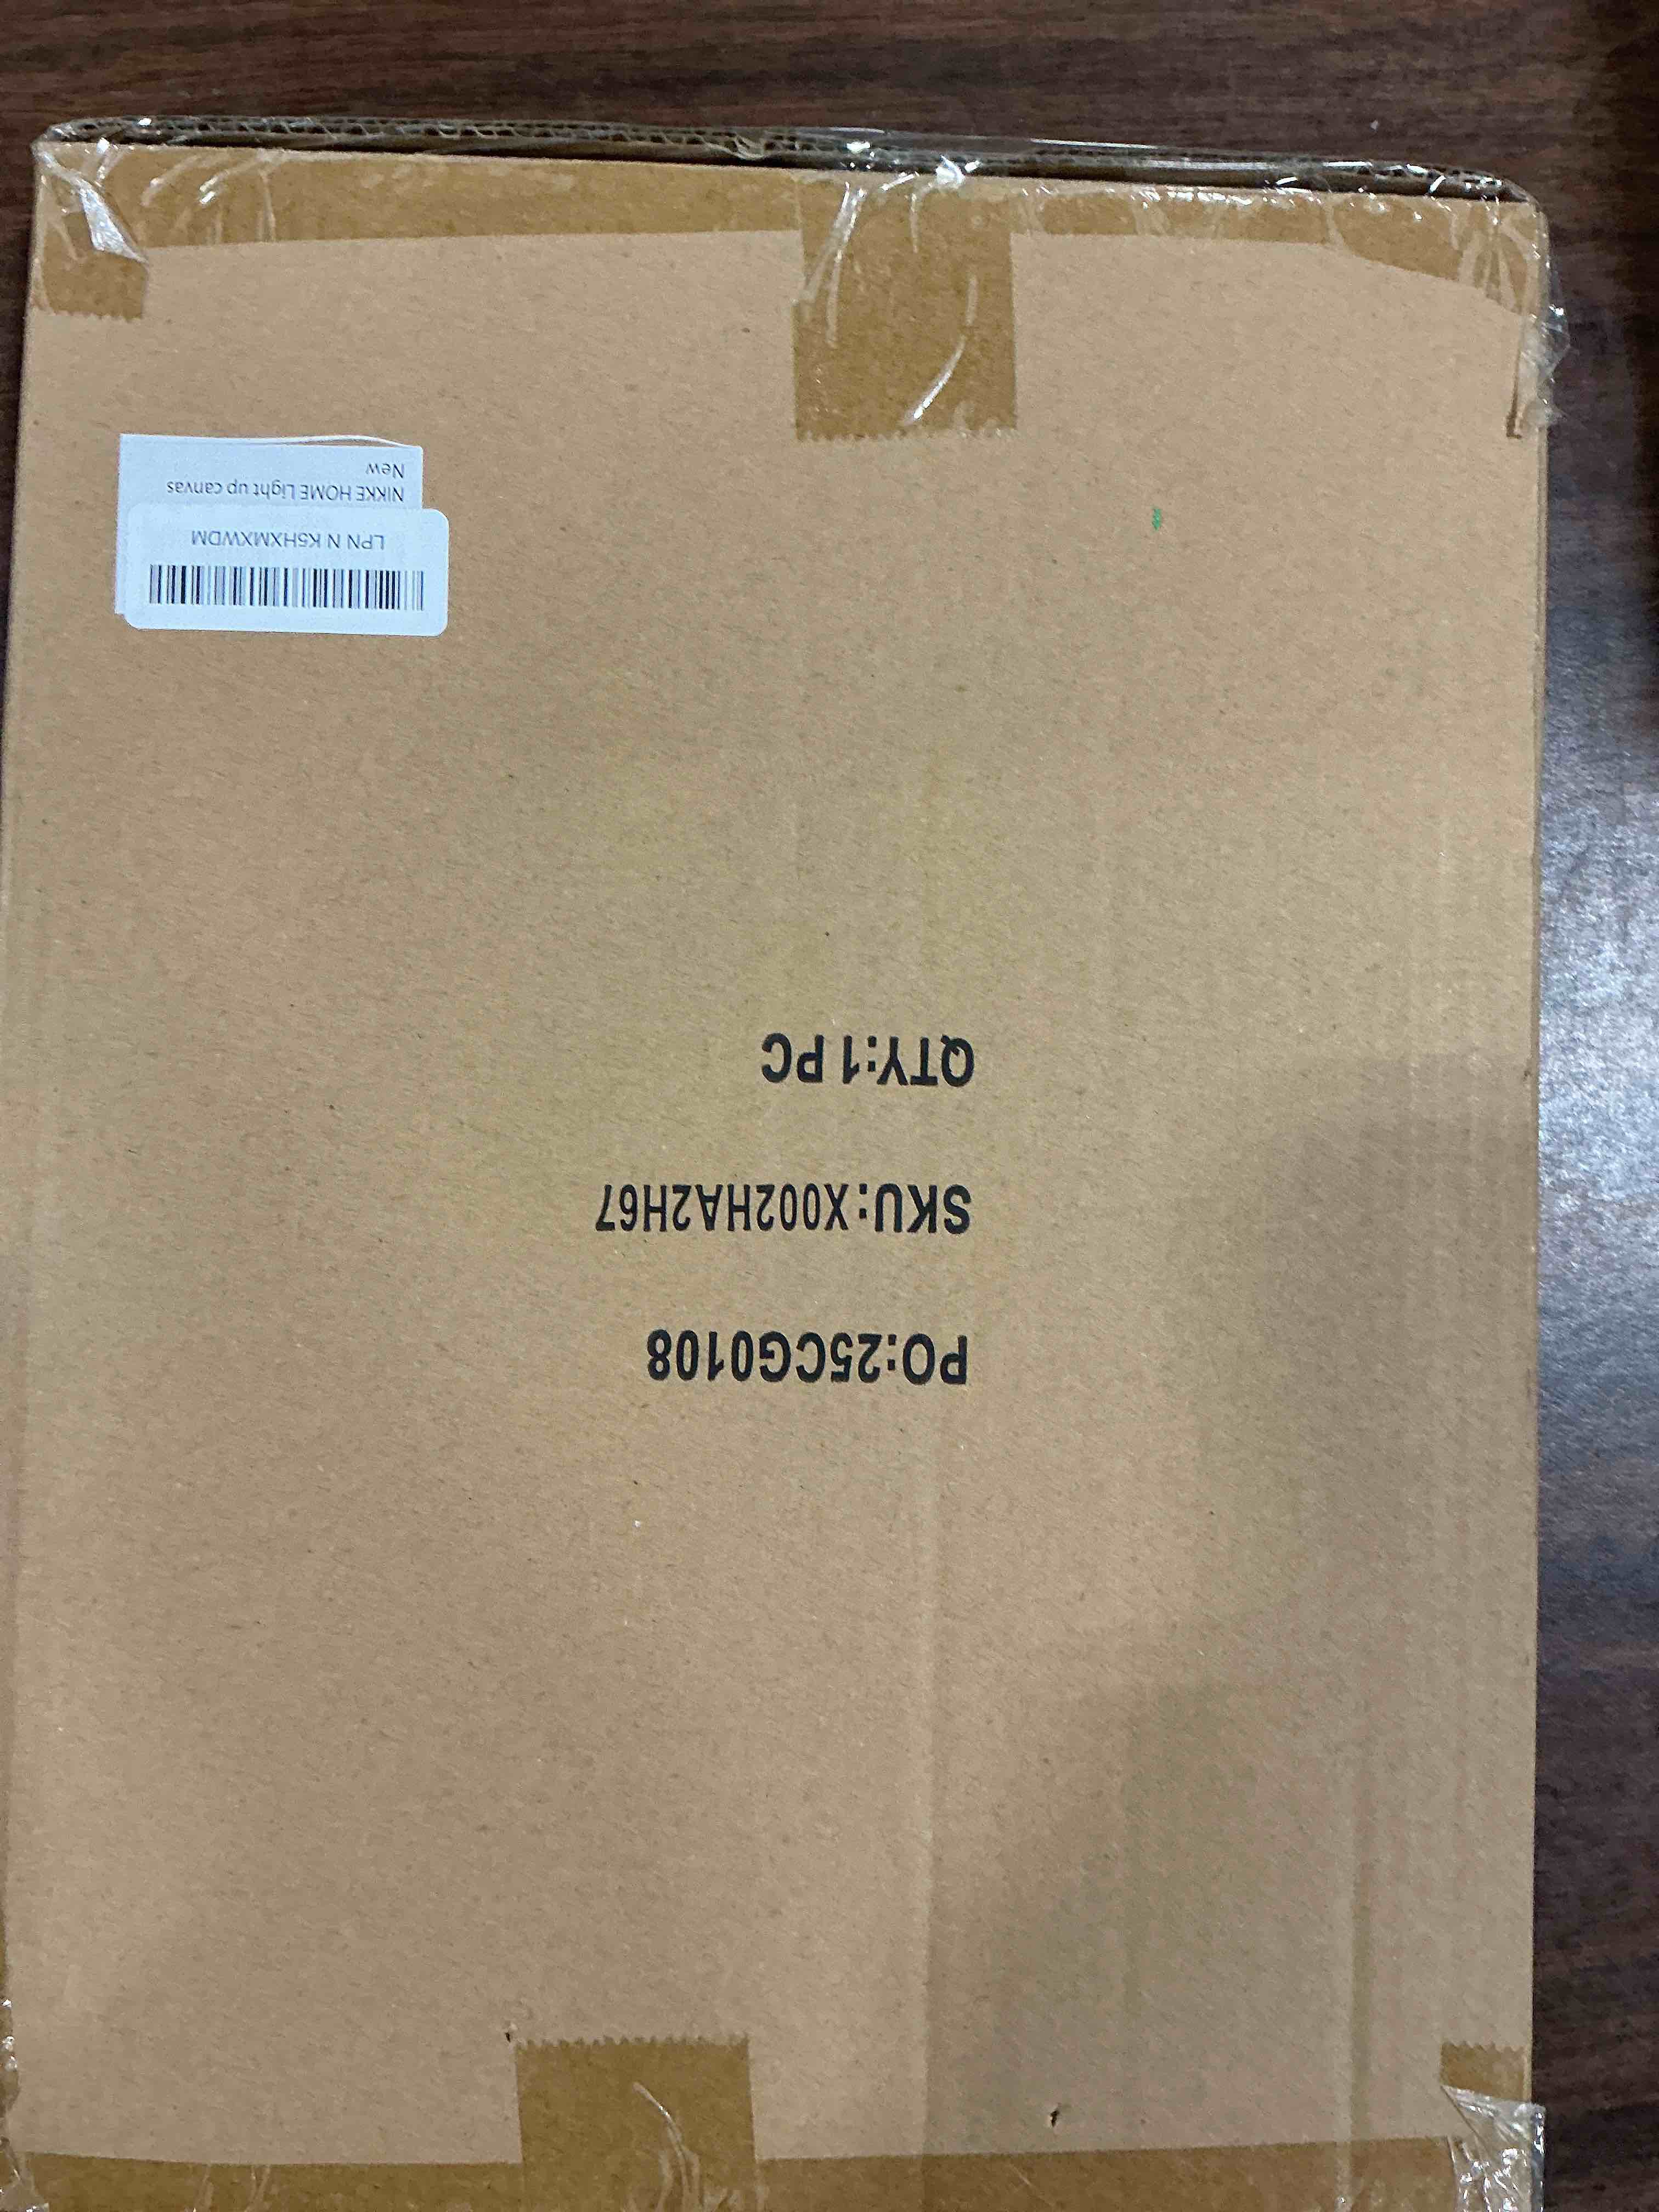 PO:25CG0108
SKU:X002HA2H67
QTY:1 PC
LPN N K5HXMXWDM
NIKKE HOME Light up canvas
New